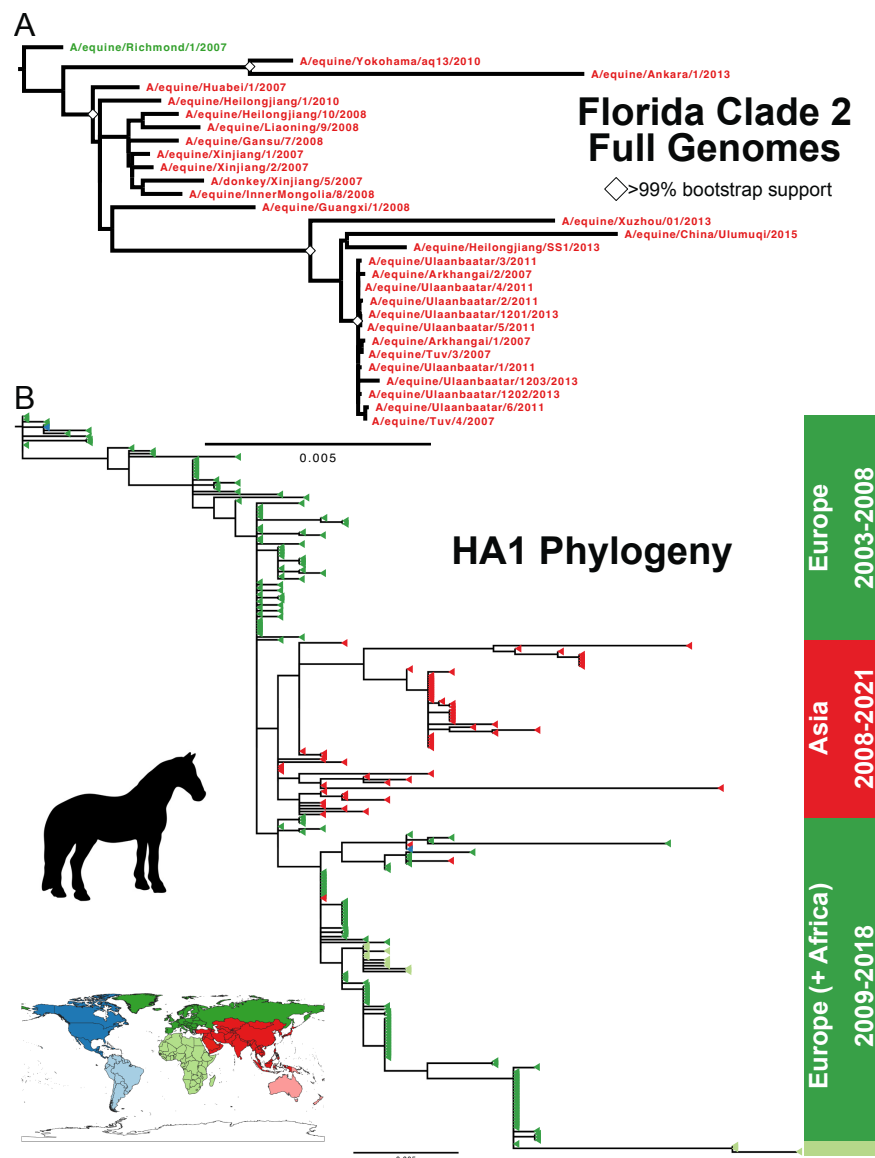 A
A/equine/Richmond/1/2007
A/equine/Yokohama/aq13/2010
A/equine/Ankara/1/2013
A/equine/Huabei/1/2007
A/equine/Heilongjiang/1/2010
A/equine/Heilongjiang/10/2008
A/equine/Liaoning/9/2008
A/equine/Gansu/7/2008
A/equine/Xinjiang/1/2007
A/equine/Xinjiang/2/2007
A/donkey/Xinjiang/5/2007
A/equine/InnerMongolia/8/2008
A/equine/Guangxi/1/2008
A/equine/Xuzhou/01/2013
A/equine/China/Ulumuqi/2015
A/equine/Heilongjiang/SS1/2013
A/equine/Ulaanbaatar/3/2011
A/equine/Arkhangai/2/2007
A/equine/Ulaanbaatar/4/2011
A/equine/Ulaanbaatar/2/2011
A/equine/Ulaanbaatar/1201/2013
A/equine/Ulaanbaatar/5/2011
A/equine/Arkhangai/1/2007
A/equine/Tuv/3/2007
A/equine/Ulaanbaatar/1/2011
A/equine/Ulaanbaatar/1203/2013
A/equine/Ulaanbaatar/1202/2013
A/equine/Ulaanbaatar/6/2011
A/equine/Tuv/4/2007
Florida Clade 2
Full Genomes
>99% bootstrap support
0.005
B
HA1 Phylogeny
Europe
2003-2008
Asia
2008-2021
Europe (+ Africa)
2009-2018